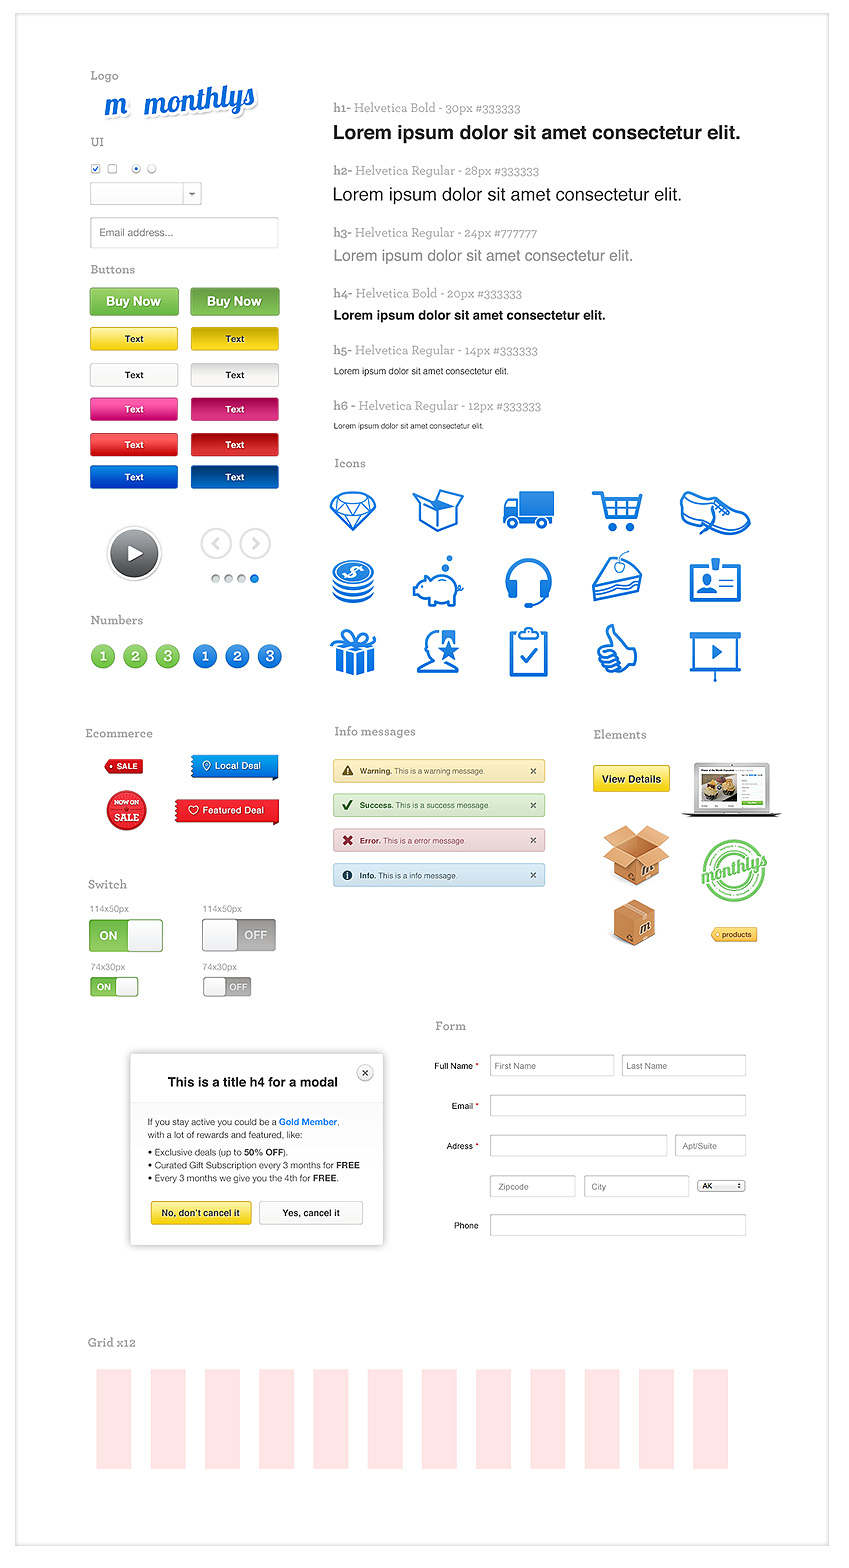 Logo
m monthlys
UI
Email address...
Buttons
Buy Now Buy Now
Text Text
Text Text
Text Text
Text Text
Text Text
Numbers
1 2 3 1 2 3
h1- Helvetica Bold - 30px #333333
Lorem ipsum dolor sit amet consectetur elit.
h2- Helvetica Regular - 28px #333333
Lorem ipsum dolor sit amet consectetur elit.
h3- Helvetica Regular - 24px #777777
Lorem ipsum dolor sit amet consectetur elit.
h4- Helvetica Bold - 20px #333333
Lorem ipsum dolor sit amet consectetur elit.
h5- Helvetica Regular - 14px #333333
Lorem ipsum dolor sit amet consectetur elit.
h6 - Helvetica Regular - 12px #333333
Lorem ipsum dolor sit amet consectetur elit.
Icons
$
Ecommerce
SALE
Local Deal
NOW ON
SALE
Featured Deal
Switch
114x50px 114x50px
ON OFF
74x30px 74x30px
ON OFF
Info messages
Warning. This is a warning message.
Success. This is a success message.
Error. This is a error message.
Info. This is a info message.
Elements
View Details
m
monthlys
m
products
This is a title h4 for a modal
If you stay active you could be a Gold Member,
with a lot of rewards and featured, like:
• Exclusive deals (up to 50% OFF).
• Curated Gift Subscription every 3 months for FREE
• Every 3 months we give you the 4th for FREE.
No, don't cancel it Yes, cancel it
Form
Full Name * First Name Last Name
Email *
Adress * Apt/Suite
Zipcode City AK
Phone
Grid x12